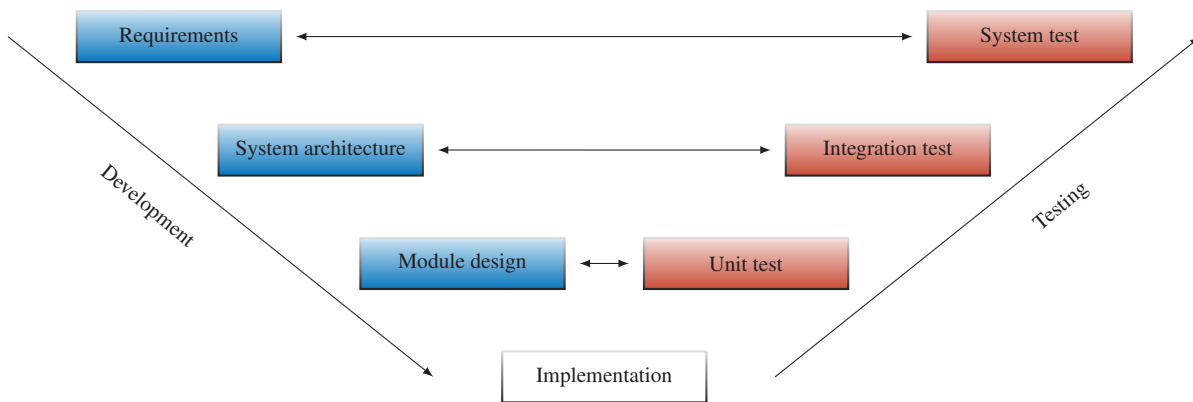 Requirements
System test
System architecture
Integration test
Development
Testing
Module design
Unit test
Implementation